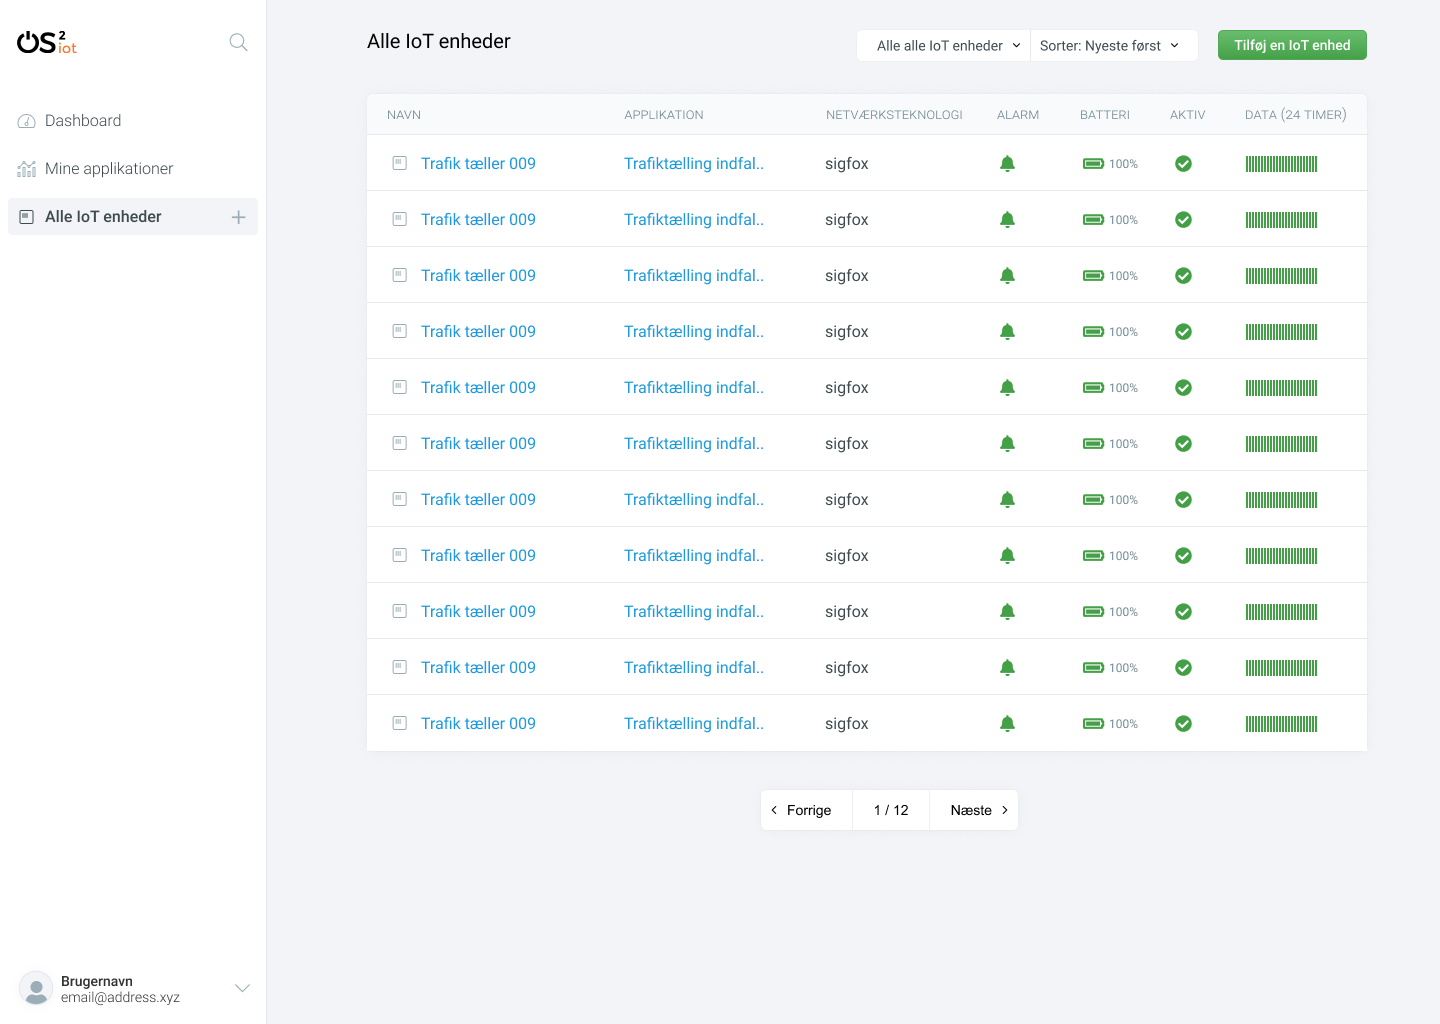 OS2 iot
Dashboard
Mine applikationer
Alle IoT enheder
Brugernavn
email@address.xyz
Alle IoT enheder
Alle alle IoT enheder
Sorter: Nyeste først
Tilføj en IoT enhed
NAVN APPLIKATION NETVÆRKSTEKNOLOGI ALARM BATTERI AKTIV DATA (24 TIMER)
Trafik tæller 009 Trafiktælling indfal.. sigfox 100%
Trafik tæller 009 Trafiktælling indfal.. sigfox 100%
Trafik tæller 009 Trafiktælling indfal.. sigfox 100%
Trafik tæller 009 Trafiktælling indfal.. sigfox 100%
Trafik tæller 009 Trafiktælling indfal.. sigfox 100%
Trafik tæller 009 Trafiktælling indfal.. sigfox 100%
Trafik tæller 009 Trafiktælling indfal.. sigfox 100%
Trafik tæller 009 Trafiktælling indfal.. sigfox 100%
Trafik tæller 009 Trafiktælling indfal.. sigfox 100%
Trafik tæller 009 Trafiktælling indfal.. sigfox 100%
Trafik tæller 009 Trafiktælling indfal.. sigfox 100%
Forrige 1 / 12 Næste